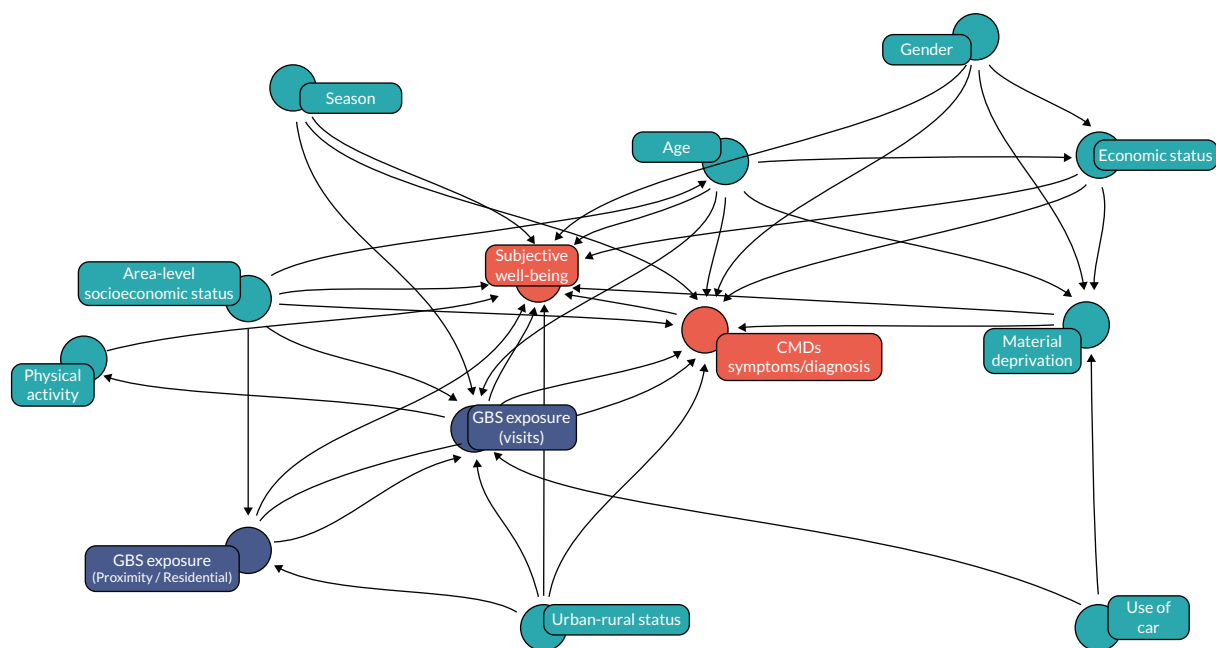 Gender
Season
Age
Economic status
Subjective
well-being
Area-level
socioeconomic status
CMDs
symptoms/diagnosis
Material
deprivation
Physical
activity
GBS exposure
(visits)
GBS exposure
(Proximity / Residential)
Urban-rural status
Use of
car